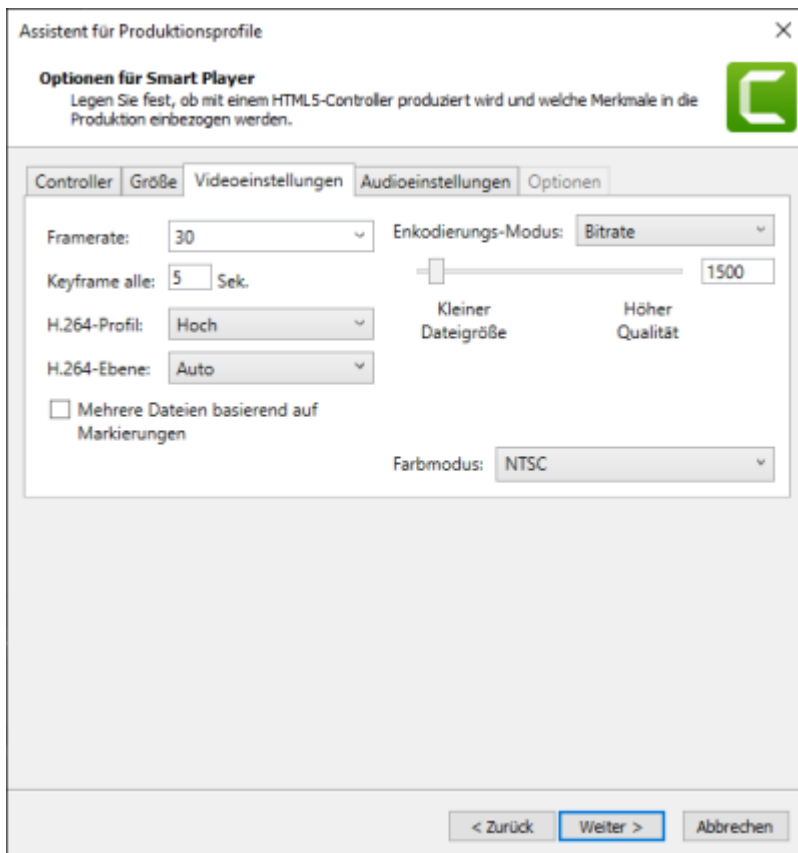 Assistent für Produktionsprofile
Optionen für Smart Player
Legen Sie fest, ob mit einem HTML5-Controller produziert wird und welche Merkmale in die
Produktion einbezogen werden.
Controller Größe Videoeinstellungen Audioeinstellungen Optionen
Framerate: 30
Enkodierungs-Modus: Bitrate
Keyframe alle: 5 Sek.
1500
Kleiner
Dateigröße
Höher
Qualität
H.264-Profil: Hoch
H.264-Ebene: Auto
Mehrere Dateien basierend auf
Markierungen
Farbmodus: NTSC
< Zurück Weiter > Abbrechen